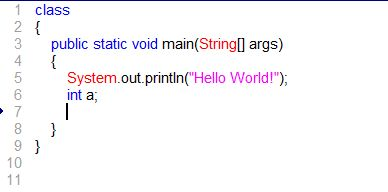 1 class
2 {
3 public static void main(String[] args)
4 {
5 System.out.println("Hello World!");
6 int a;
7
8 }
9 }
10
11